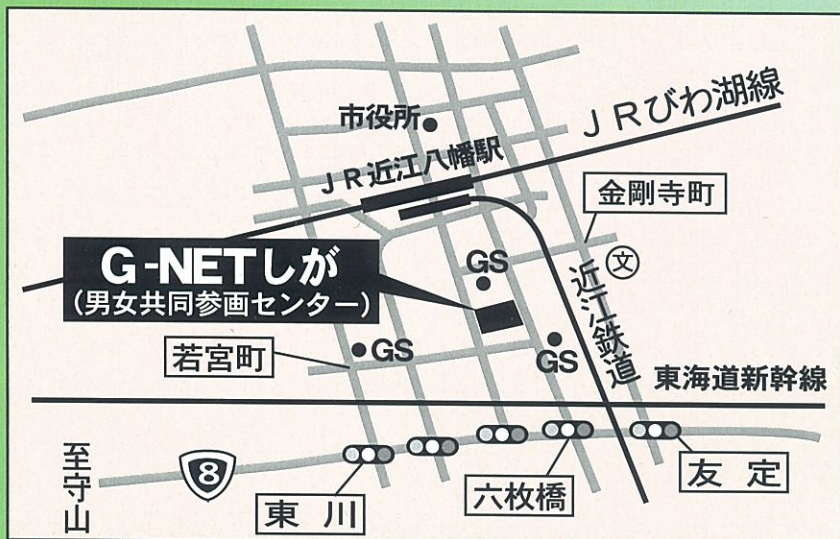 市役所
JRびわ湖線
JR近江八幡駅
金剛寺町
G-NETしが
(男女共同参画センター)
GS
文
近江鉄道
GS
GS
若宮町
東海道新幹線
至守山
8
東川
六枚橋
友定